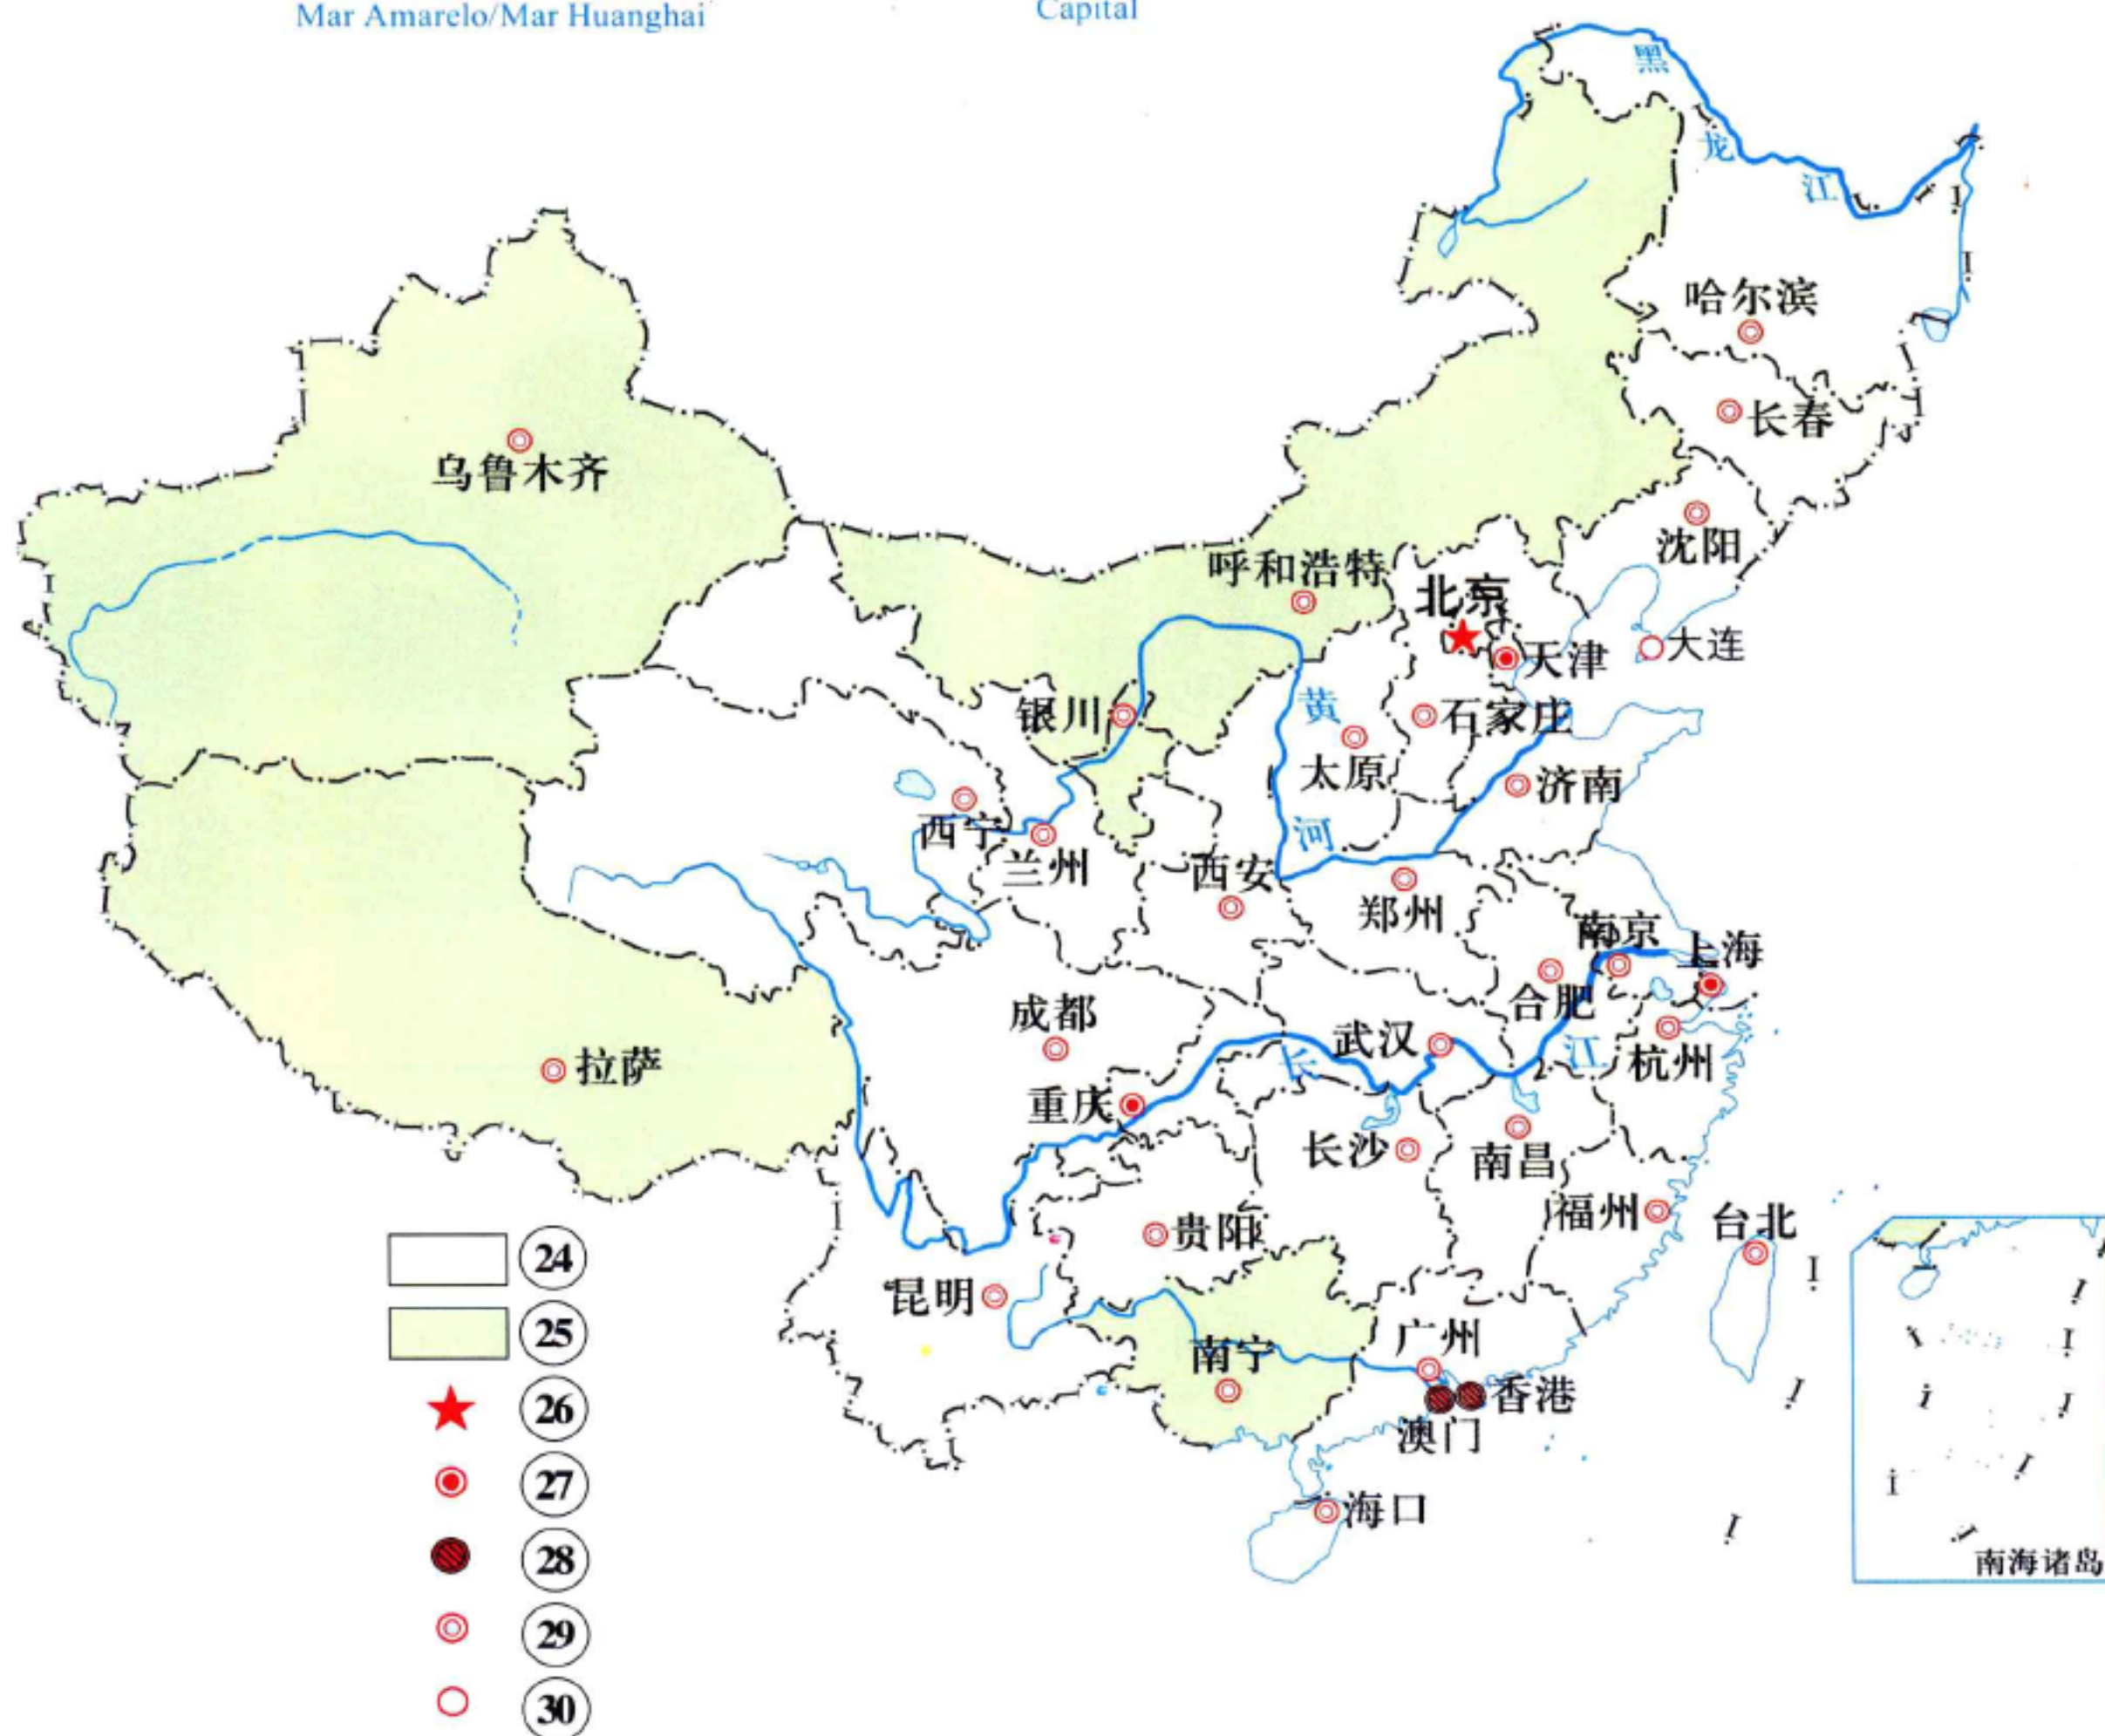 Mar Amarelo/Mar Huanghai
Capital
黑
龙
江
哈尔滨
长春
乌鲁木齐
沈阳
呼和浩特
北京
大连
天津
银川
黄
石家庄
太原
济南
河
西宁
兰州
西安
郑州
南京
上海
合肥
成都
武汉
长
江
杭州
拉萨
重庆
长沙
南昌
福州
台北
贵阳
昆明
广州
南宁
香港
澳门
海口
南海诸岛
24
25
26
27
28
29
30